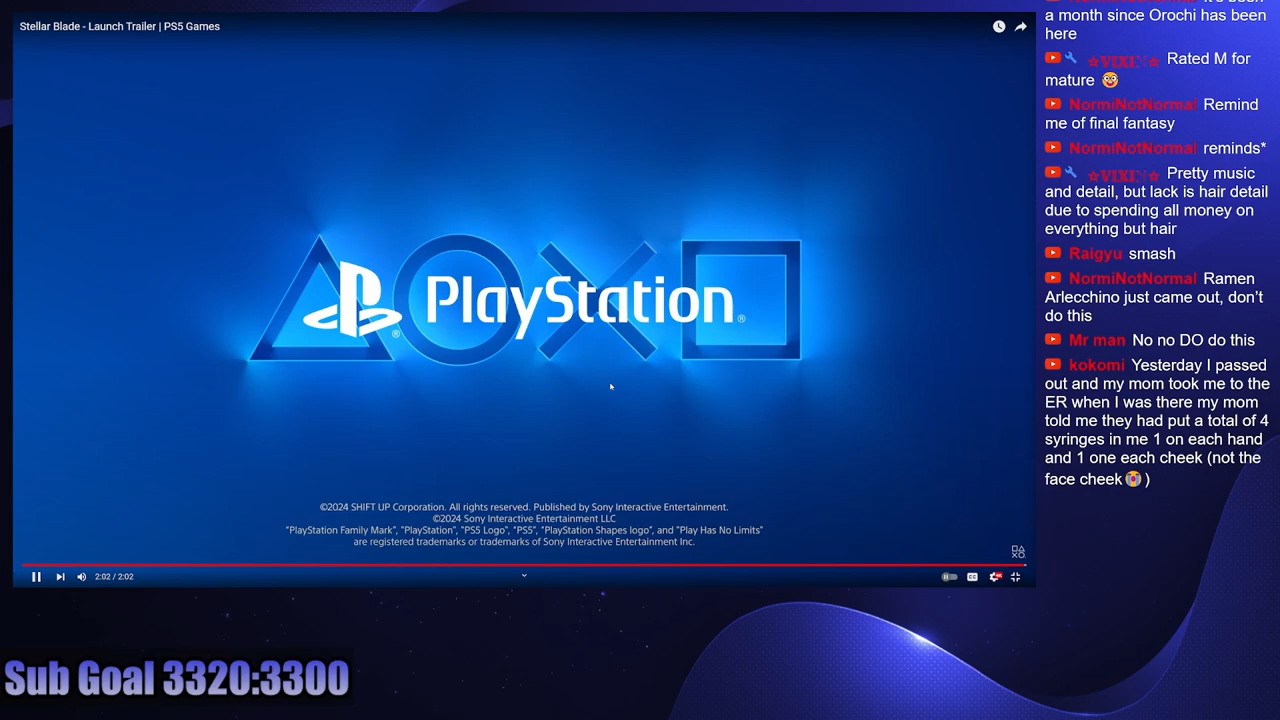 Stellar Blade - Launch Trailer | PS5 Games
PlayStation®
©2024 SHIFT UP Corporation. All rights reserved. Published by Sony Interactive Entertainment.
©2024 Sony Interactive Entertainment LLC
"PlayStation Family Mark", "PlayStation", "PS5 Logo", "PS5", "PlayStation Shapes logo", and "Play Has No Limits"
are registered trademarks or trademarks of Sony Interactive Entertainment Inc.
2:02 / 2:02
Sub Goal 3320:3300
a month since Orochi has been
here
☆VIXIN☆ Rated M for
mature 🤡
NormiNotNormal Remind
me of final fantasy
NormiNotNormal reminds*
☆VIXIN☆ Pretty music
and detail, but lack is hair detail
due to spending all money on
everything but hair
Raigyu smash
NormiNotNormal Ramen
Arlecchino just came out, don't
do this
Mr man No no DO do this
kokomi Yesterday I passed
out and my mom took me to the
ER when I was there my mom
told me they had put a total of 4
syringes in me 1 on each hand
and 1 one each cheek (not the
face cheek😭)